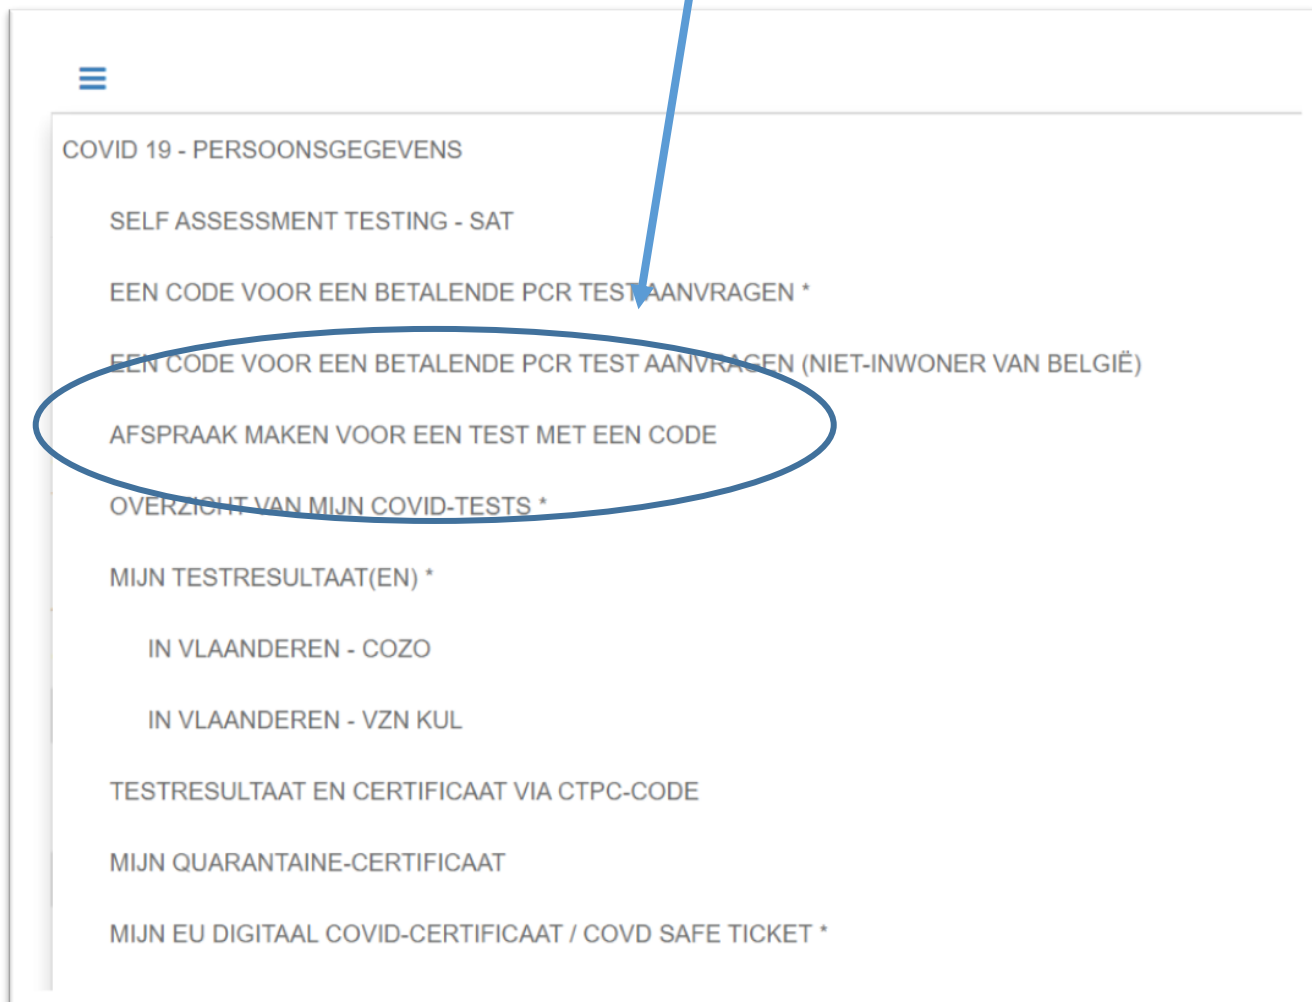 COVID 19 - PERSOONSGEGEVENS
SELF ASSESSMENT TESTING - SAT
EEN CODE VOOR EEN BETALENDE PCR TEST AANVRAGEN *
EEN CODE VOOR EEN BETALENDE PCR TEST AANVRAGEN (NIET-INWONER VAN BELGIË)
AFSPRAAK MAKEN VOOR EEN TEST MET EEN CODE
OVERZICHT VAN MIJN COVID-TESTS *
MIJN TESTRESULTAAT(EN) *
IN VLAANDEREN - COZO
IN VLAANDEREN - VZN KUL
TESTRESULTAAT EN CERTIFICAAT VIA CTPC-CODE
MIJN QUARANTAINE-CERTIFICAAT
MIJN EU DIGITAAL COVID-CERTIFICAAT / COVD SAFE TICKET *